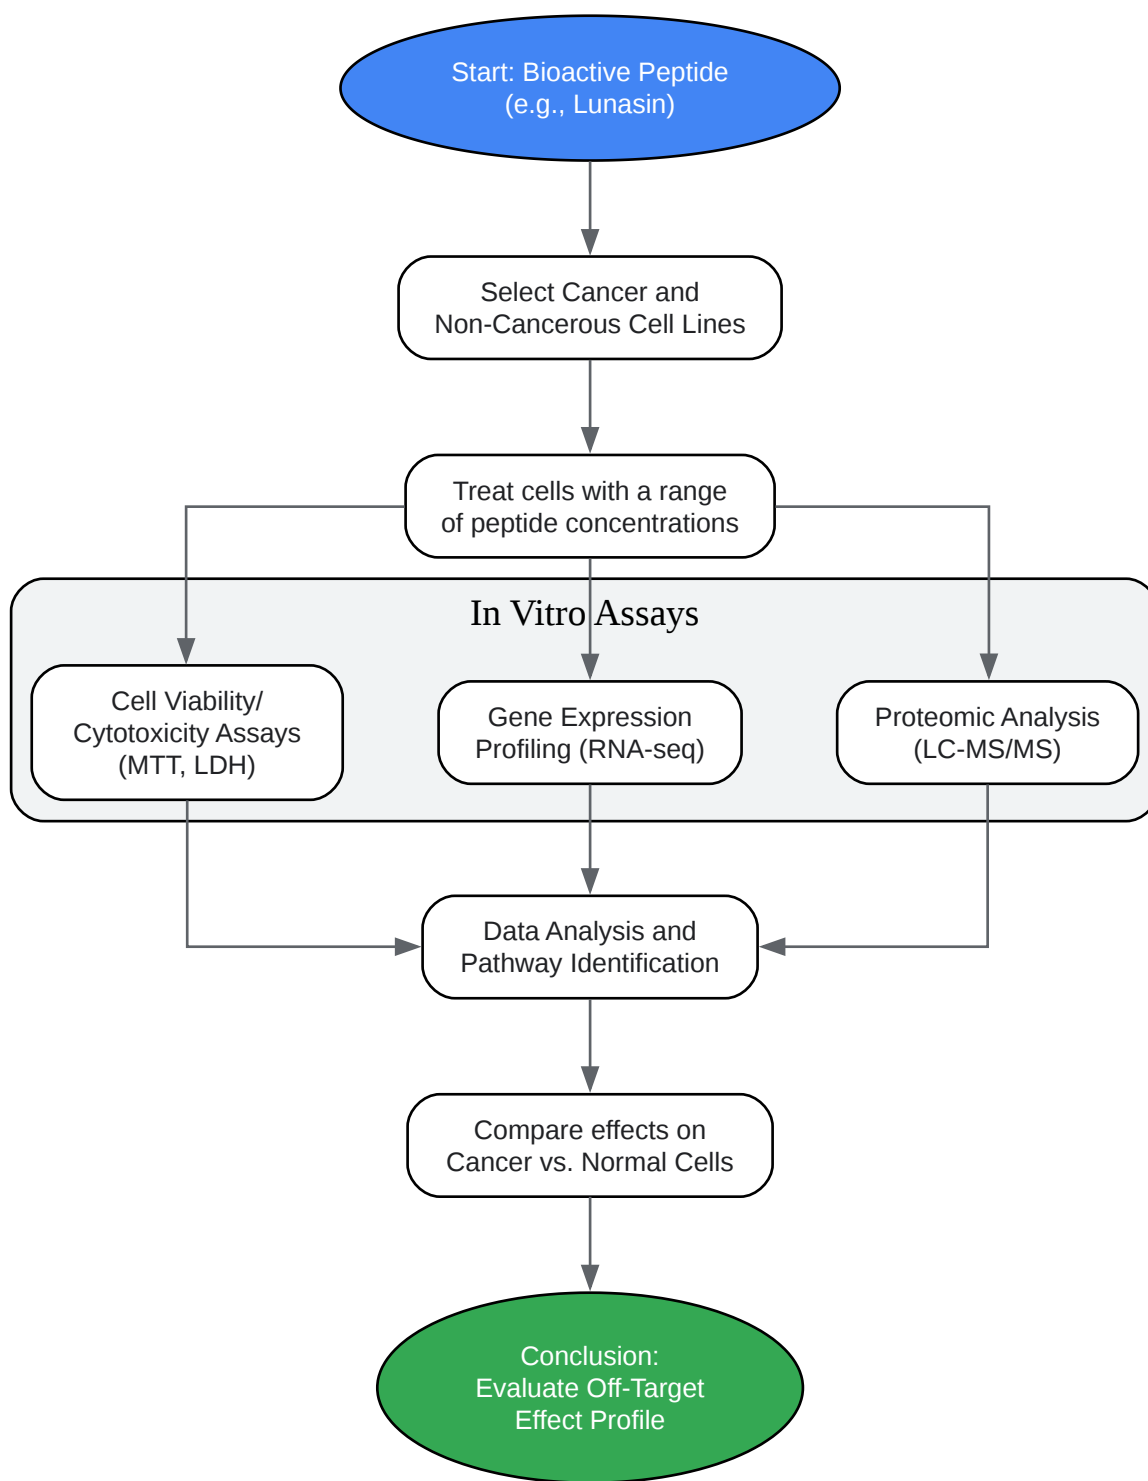 Start: Bioactive Peptide
(e.g., Lunasin)
Select Cancer and
Non-Cancerous Cell Lines
Treat cells with a range
of peptide concentrations
In Vitro Assays
Cell Viability/
Cytotoxicity Assays
(MTT, LDH)
Gene Expression
Profiling (RNA-seq)
Proteomic Analysis
(LC-MS/MS)
Data Analysis and
Pathway Identification
Compare effects on
Cancer vs. Normal Cells
Conclusion:
Evaluate Off-Target
Effect Profile